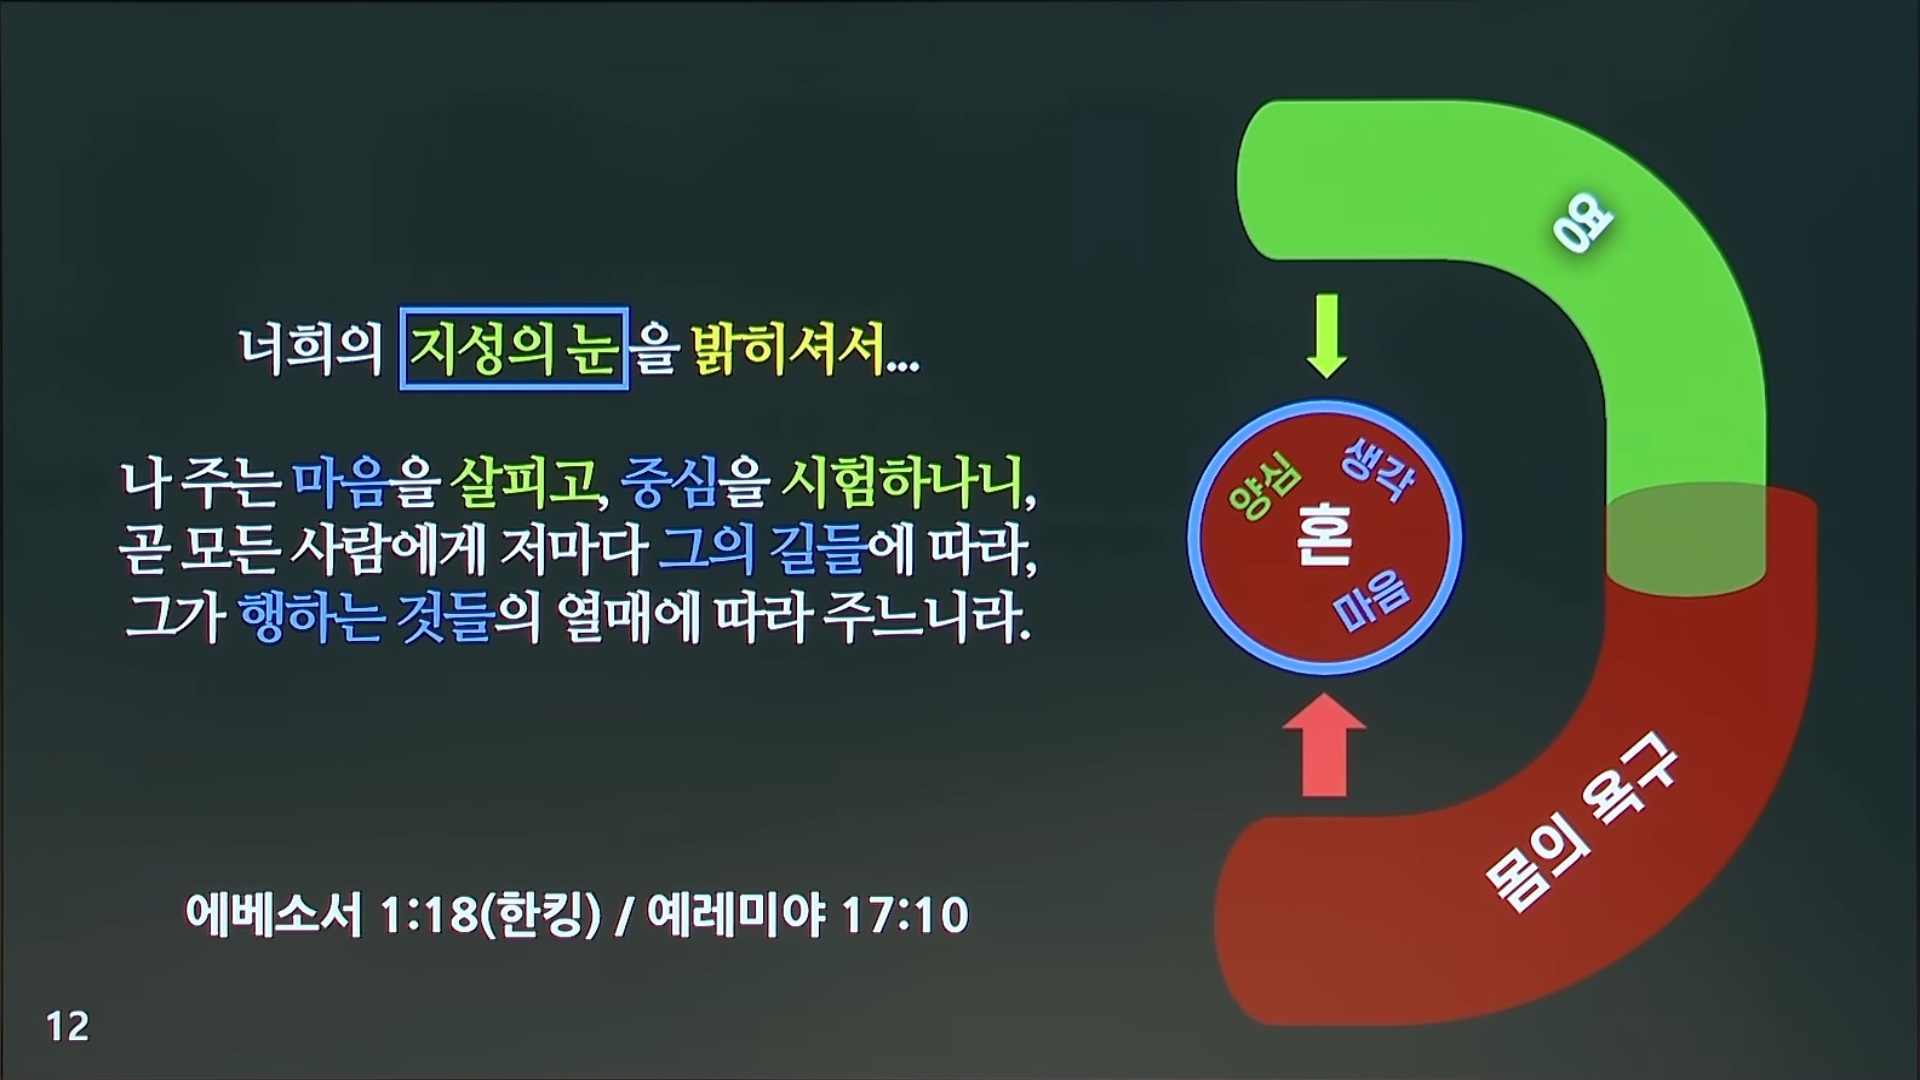 너희의 지성의 눈을 밝히셔서...
나 주는 마음을 살피고, 중심을 시험하나니,
곧 모든 사람에게 저마다 그의 길들에 따라,
그가 행하는 것들의 열매에 따라 주느니라.
에베소서 1:18(한킹) / 예레미야 17:10
12
영
양심
생각
혼
마음
몸의 욕구